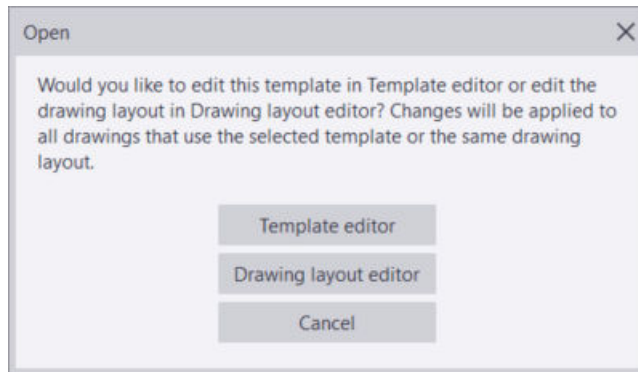 Open
Would you like to edit this template in Template editor or edit the
drawing layout in Drawing layout editor? Changes will be applied to
all drawings that use the selected template or the same drawing
layout.
Template editor
Drawing layout editor
Cancel